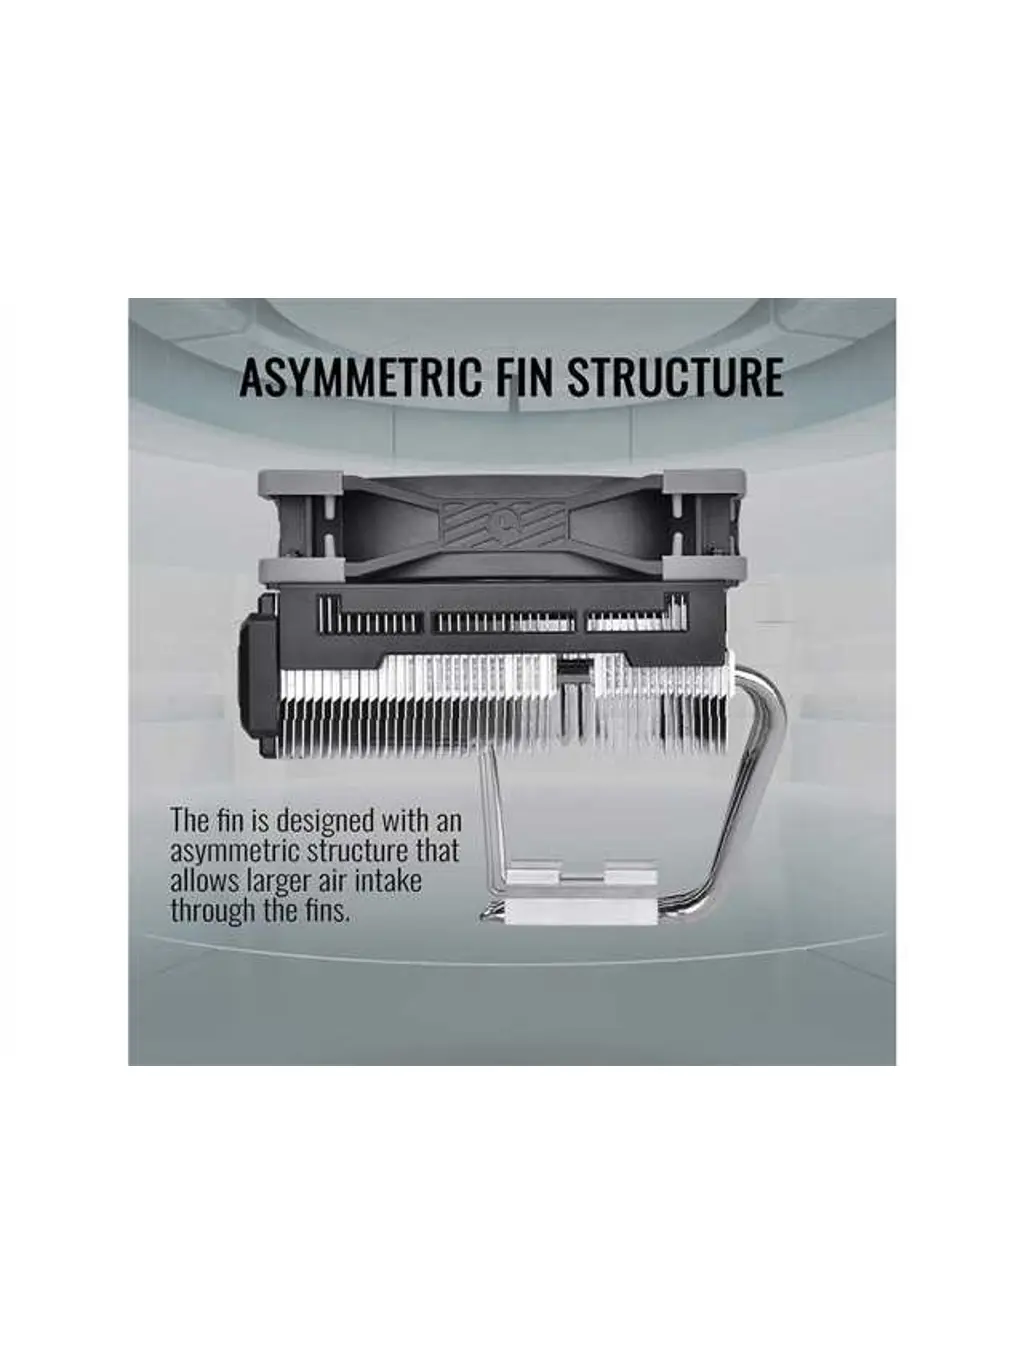 ASYMMETRIC FIN STRUCTURE
The fin is designed with an
asymmetric structure that
allows larger air intake
through the fins.